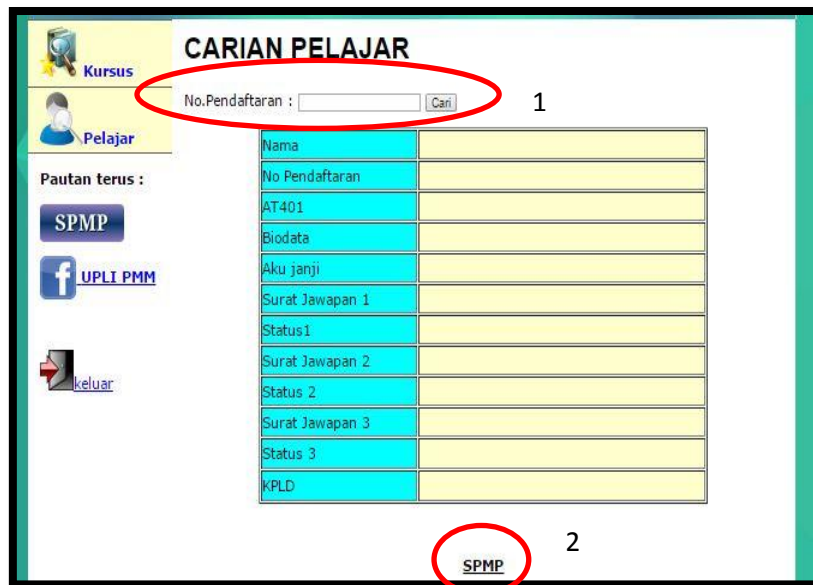 CARIAN PELAJAR
Kursus
No.Pendaftaran : Cari
1
Pelajar
Pautan terus :
SPMP
UPLI PMM
keluar
Nama
No Pendaftaran
AT401
Biodata
Aku janji
Surat Jawapan 1
Status1
Surat Jawapan 2
Status 2
Surat Jawapan 3
Status 3
KPLD
2
SPMP